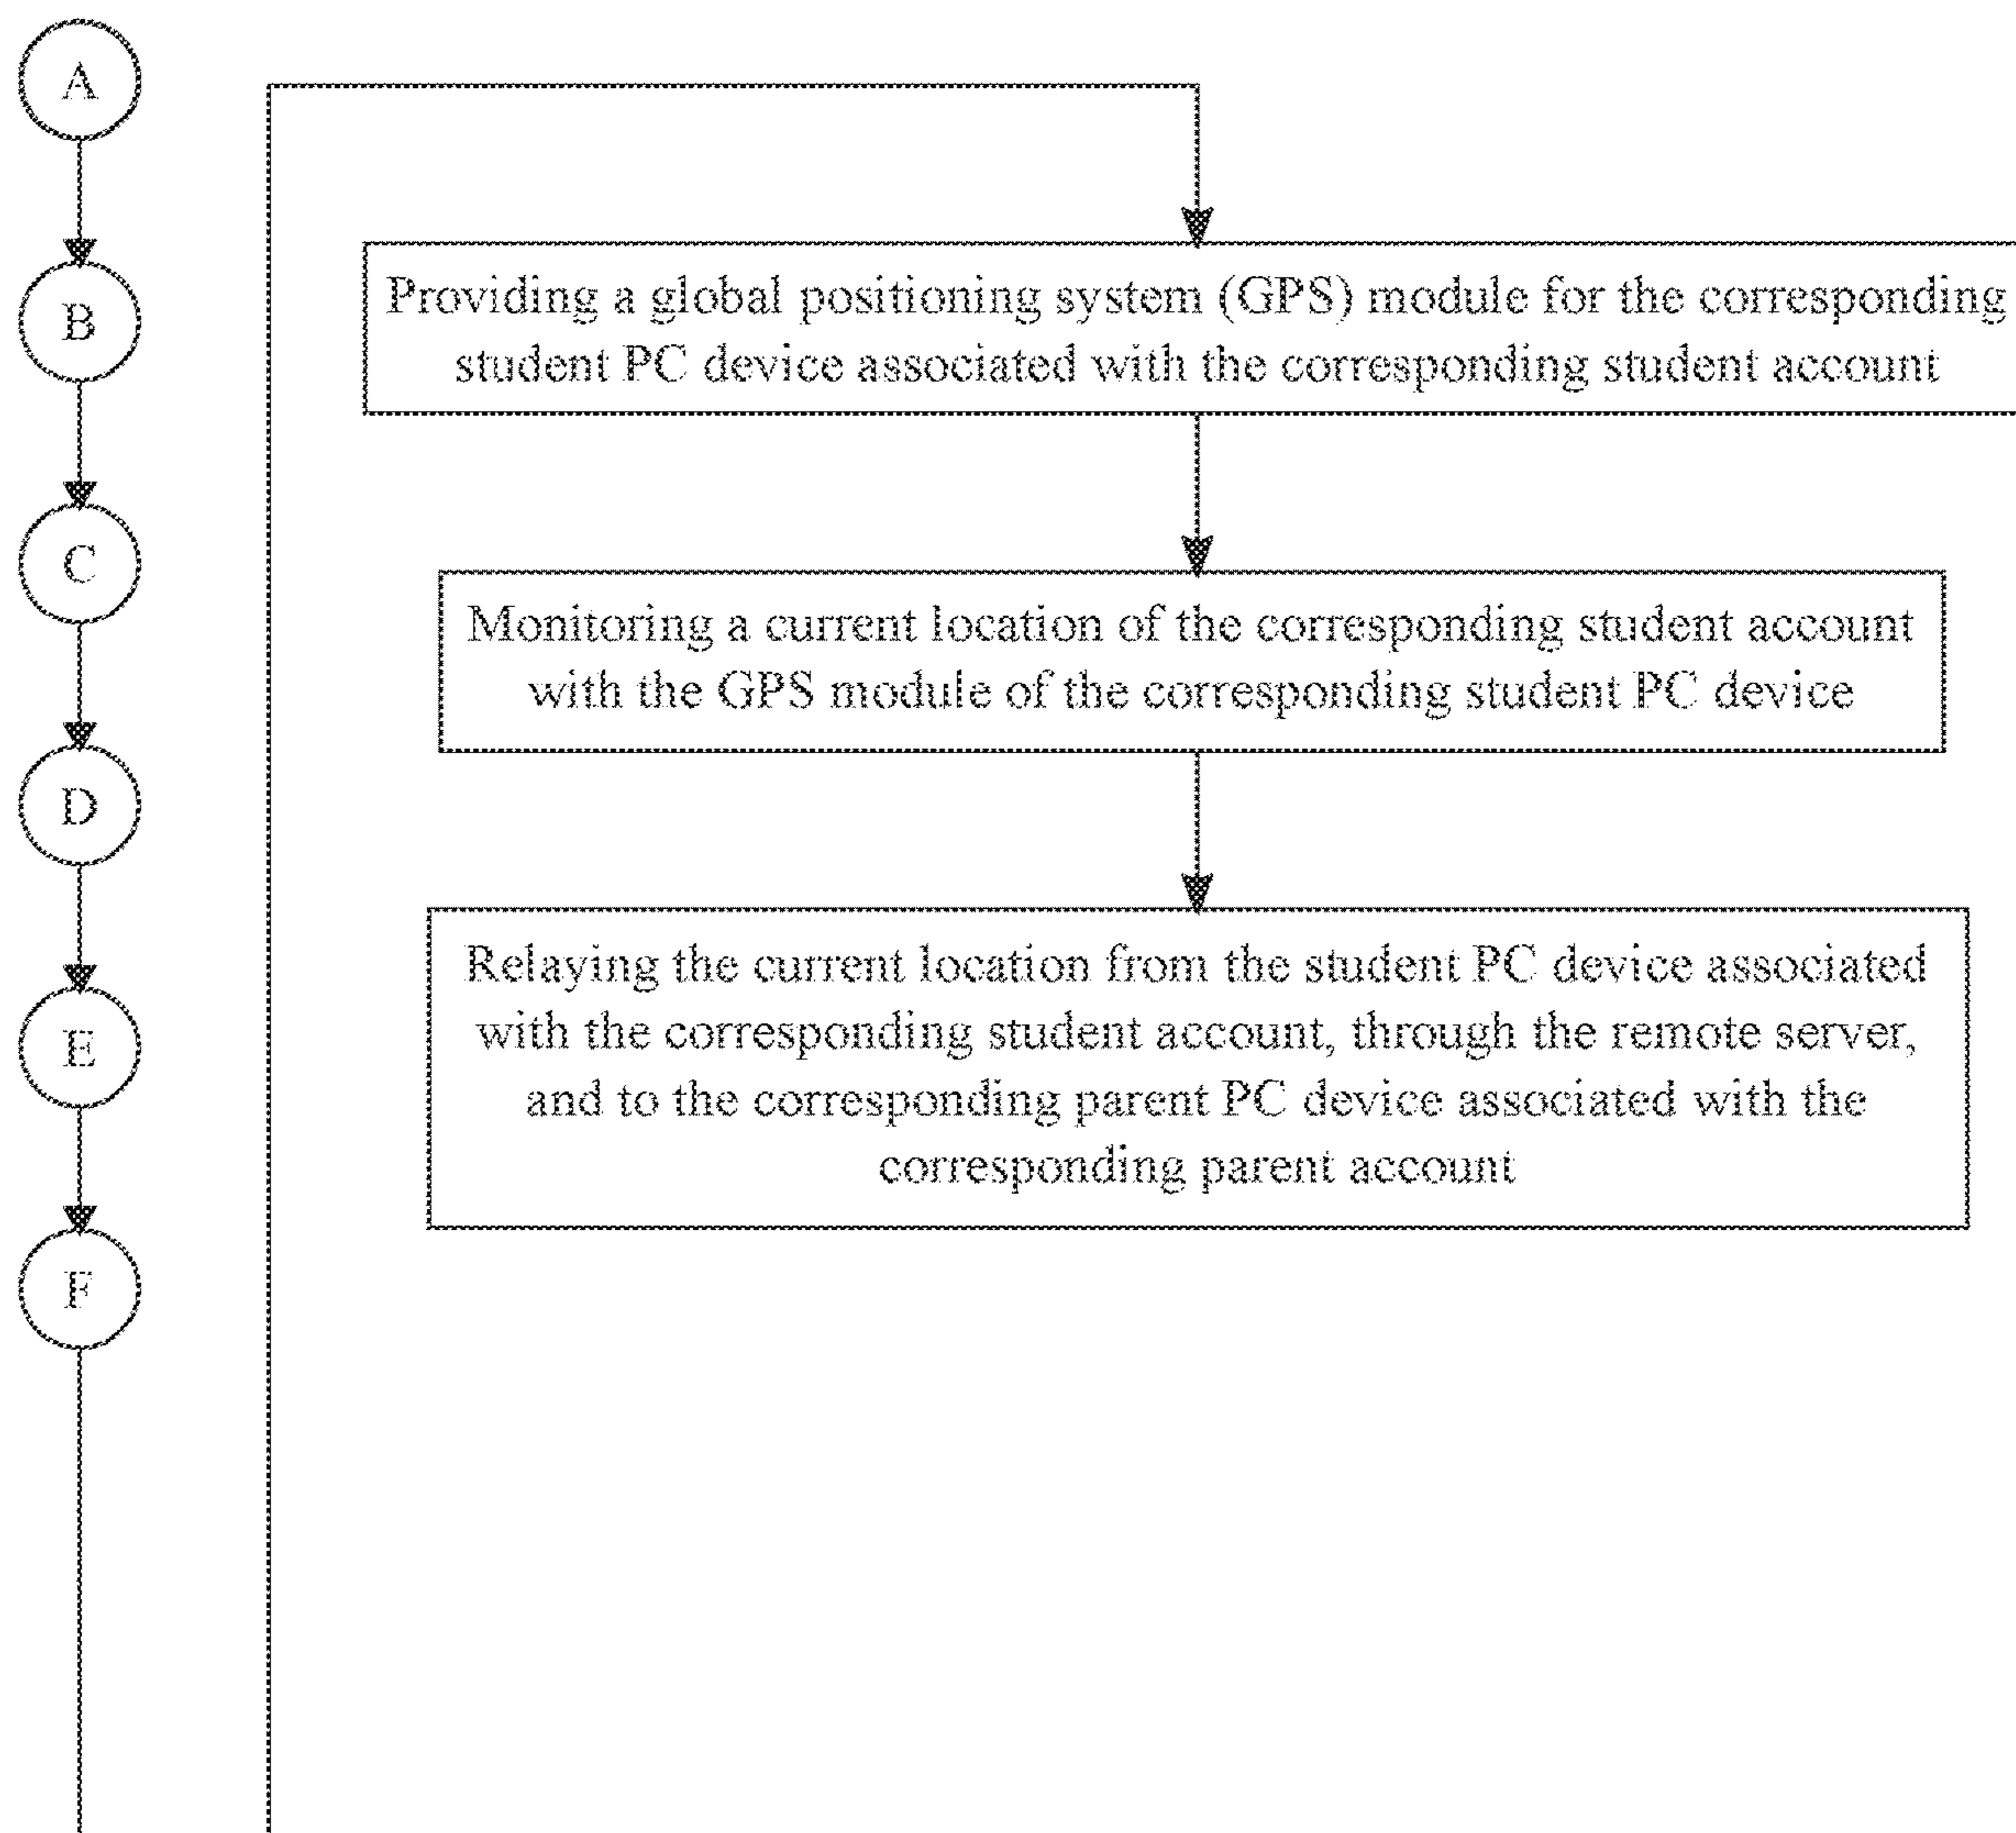 A
B
C
D
E
F
Providing a global positioning system (GPS) module for the corresponding
student PC device associated with the corresponding student account
Monitoring a current location of the corresponding student account
with the GPS module of the corresponding student PC device
Relaying the current location from the student PC device associated
with the corresponding student account, through the remote server,
and to the corresponding parent PC device associated with the
corresponding parent account